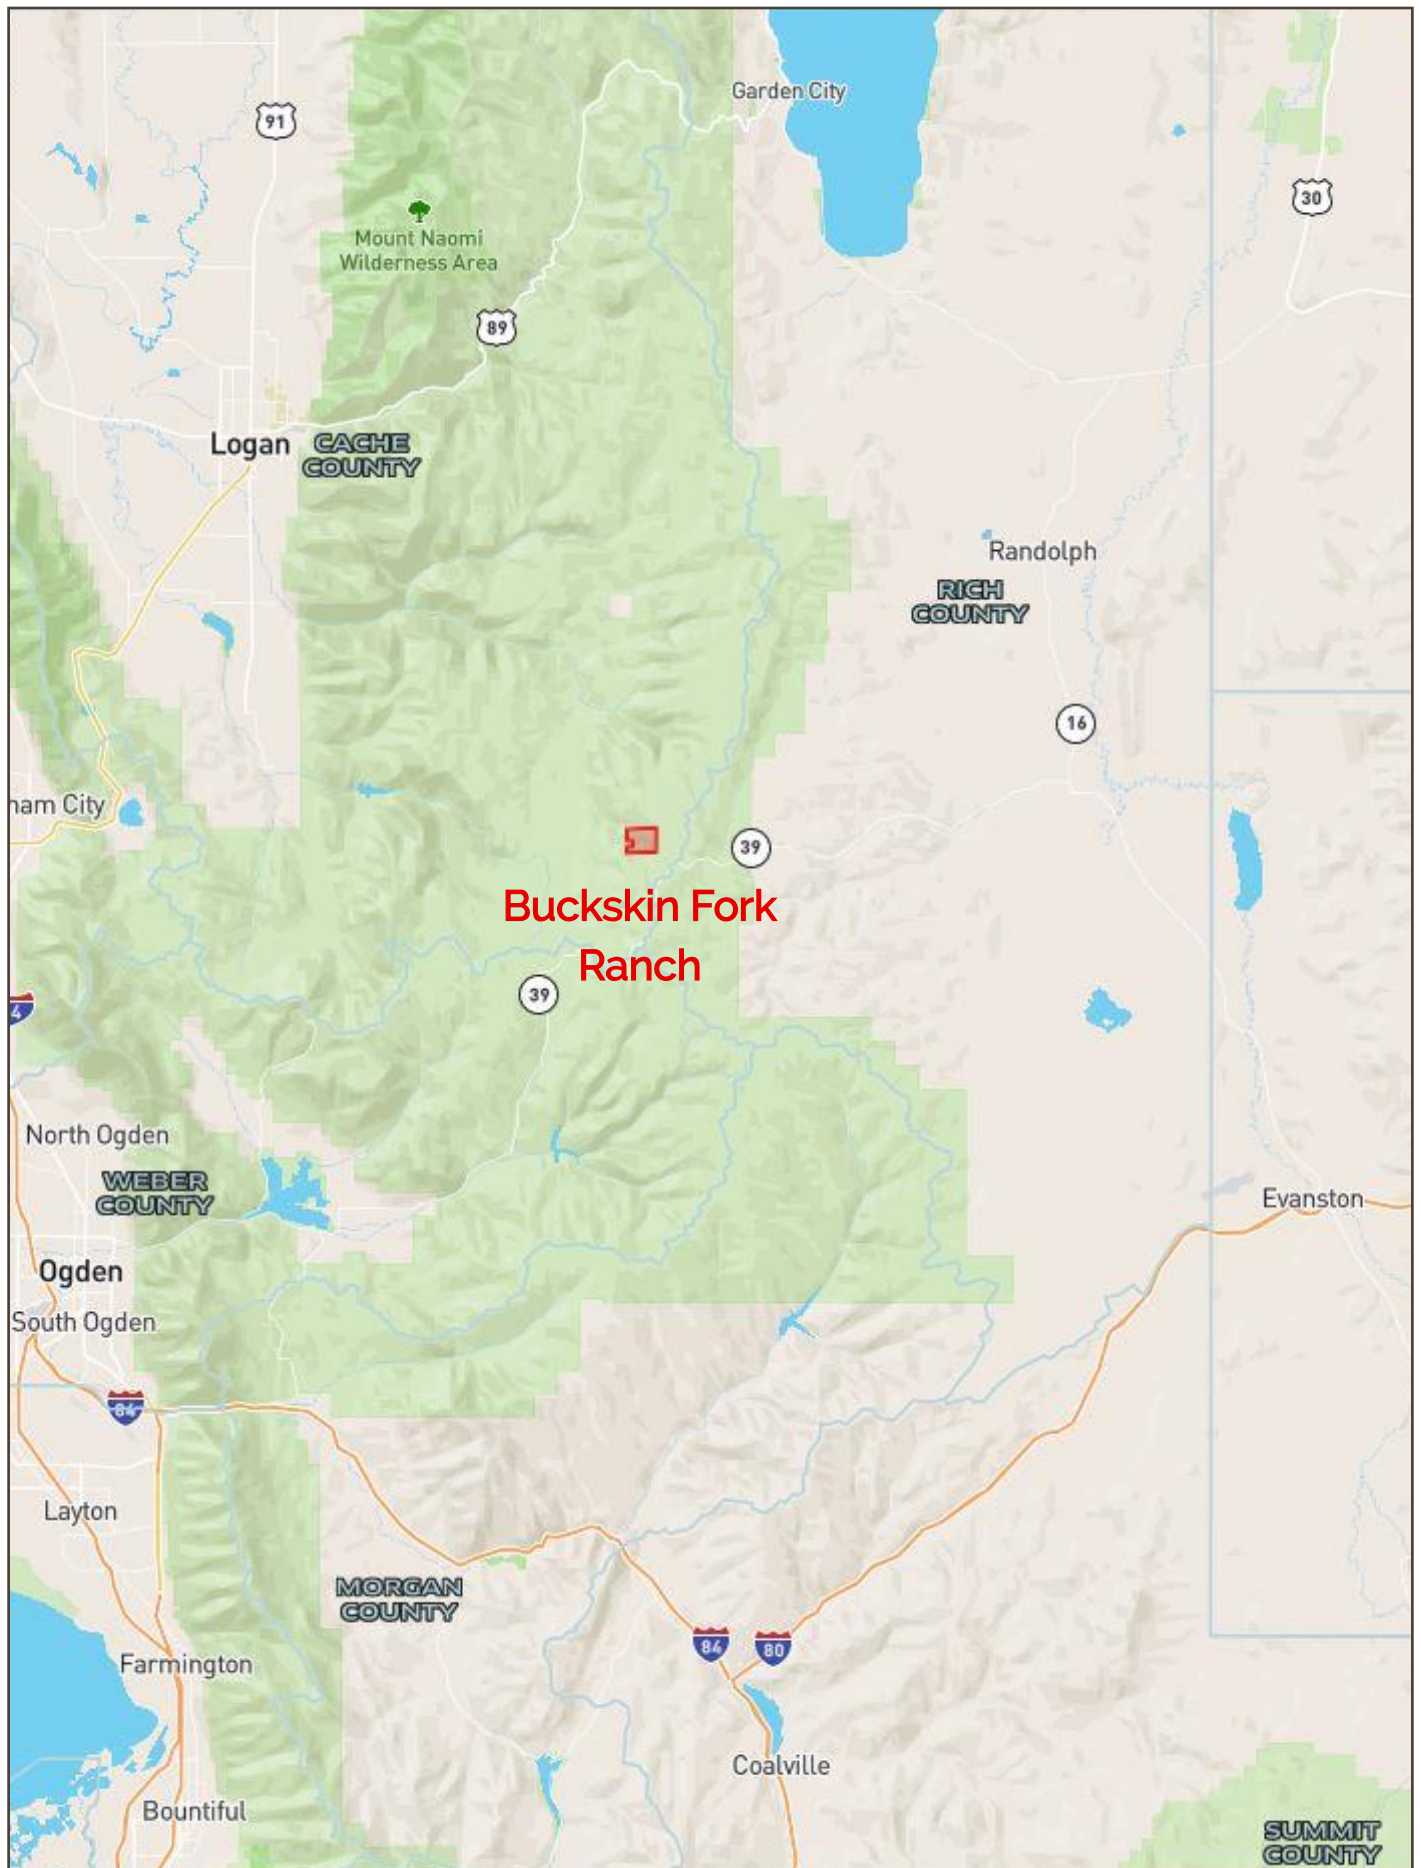 Garden City
91
30
Mount Naomi
Wilderness Area
89
Logan
CACHE
COUNTY
Randolph
RICH
COUNTY
16
ham City
39
Buckskin Fork
Ranch
39
4
North Ogden
WEBER
COUNTY
Evanston
Ogden
South Ogden
84
Layton
MORGAN
COUNTY
84
80
Farmington
Coalville
Bountiful
SUMMIT
COUNTY